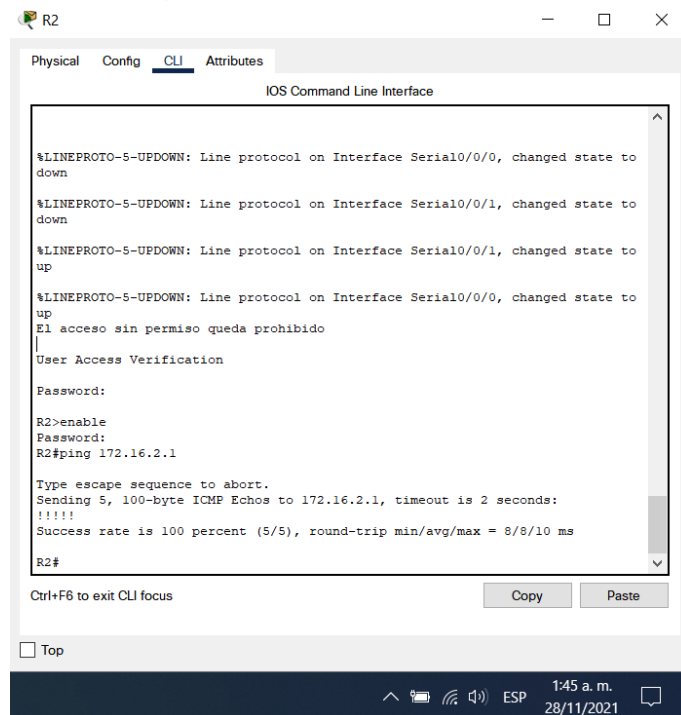 R2
Physical Config CLI Attributes
IOS Command Line Interface
%LINEPROTO-5-UPDOWN: Line protocol on Interface Serial0/0/0, changed state to
down
%LINEPROTO-5-UPDOWN: Line protocol on Interface Serial0/0/1, changed state to
down
%LINEPROTO-5-UPDOWN: Line protocol on Interface Serial0/0/1, changed state to
up
%LINEPROTO-5-UPDOWN: Line protocol on Interface Serial0/0/0, changed state to
up
El acceso sin permiso queda prohibido
User Access Verification
Password:
R2>enable
Password:
R2#ping 172.16.2.1
Type escape sequence to abort.
Sending 5, 100-byte ICMP Echos to 172.16.2.1, timeout is 2 seconds:
!!!!!
Success rate is 100 percent (5/5), round-trip min/avg/max = 8/8/10 ms
R2#
Ctrl+F6 to exit CLI focus
Copy
Paste
Top
ESP
1:45 a. m.
28/11/2021